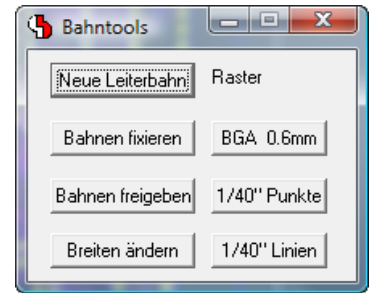 Bahntools
Neue Leiterbahn Raster
Bahnen fixieren BGA 0.6mm
Bahnen freigeben 1/40" Punkte
Breiten ändern 1/40" Linien